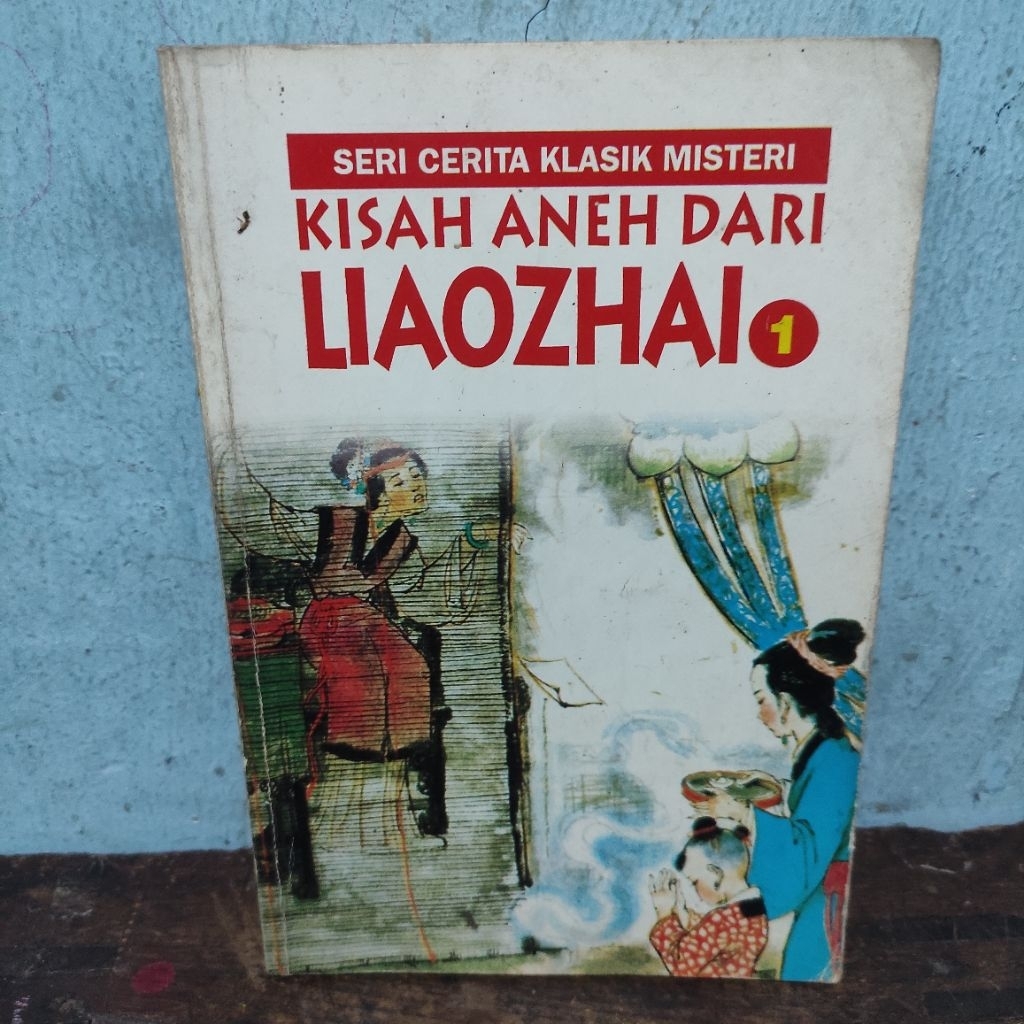 SERI CERITA KLASIK MISTERI
KISAH ANEH DARI
LIAOZHAI 1